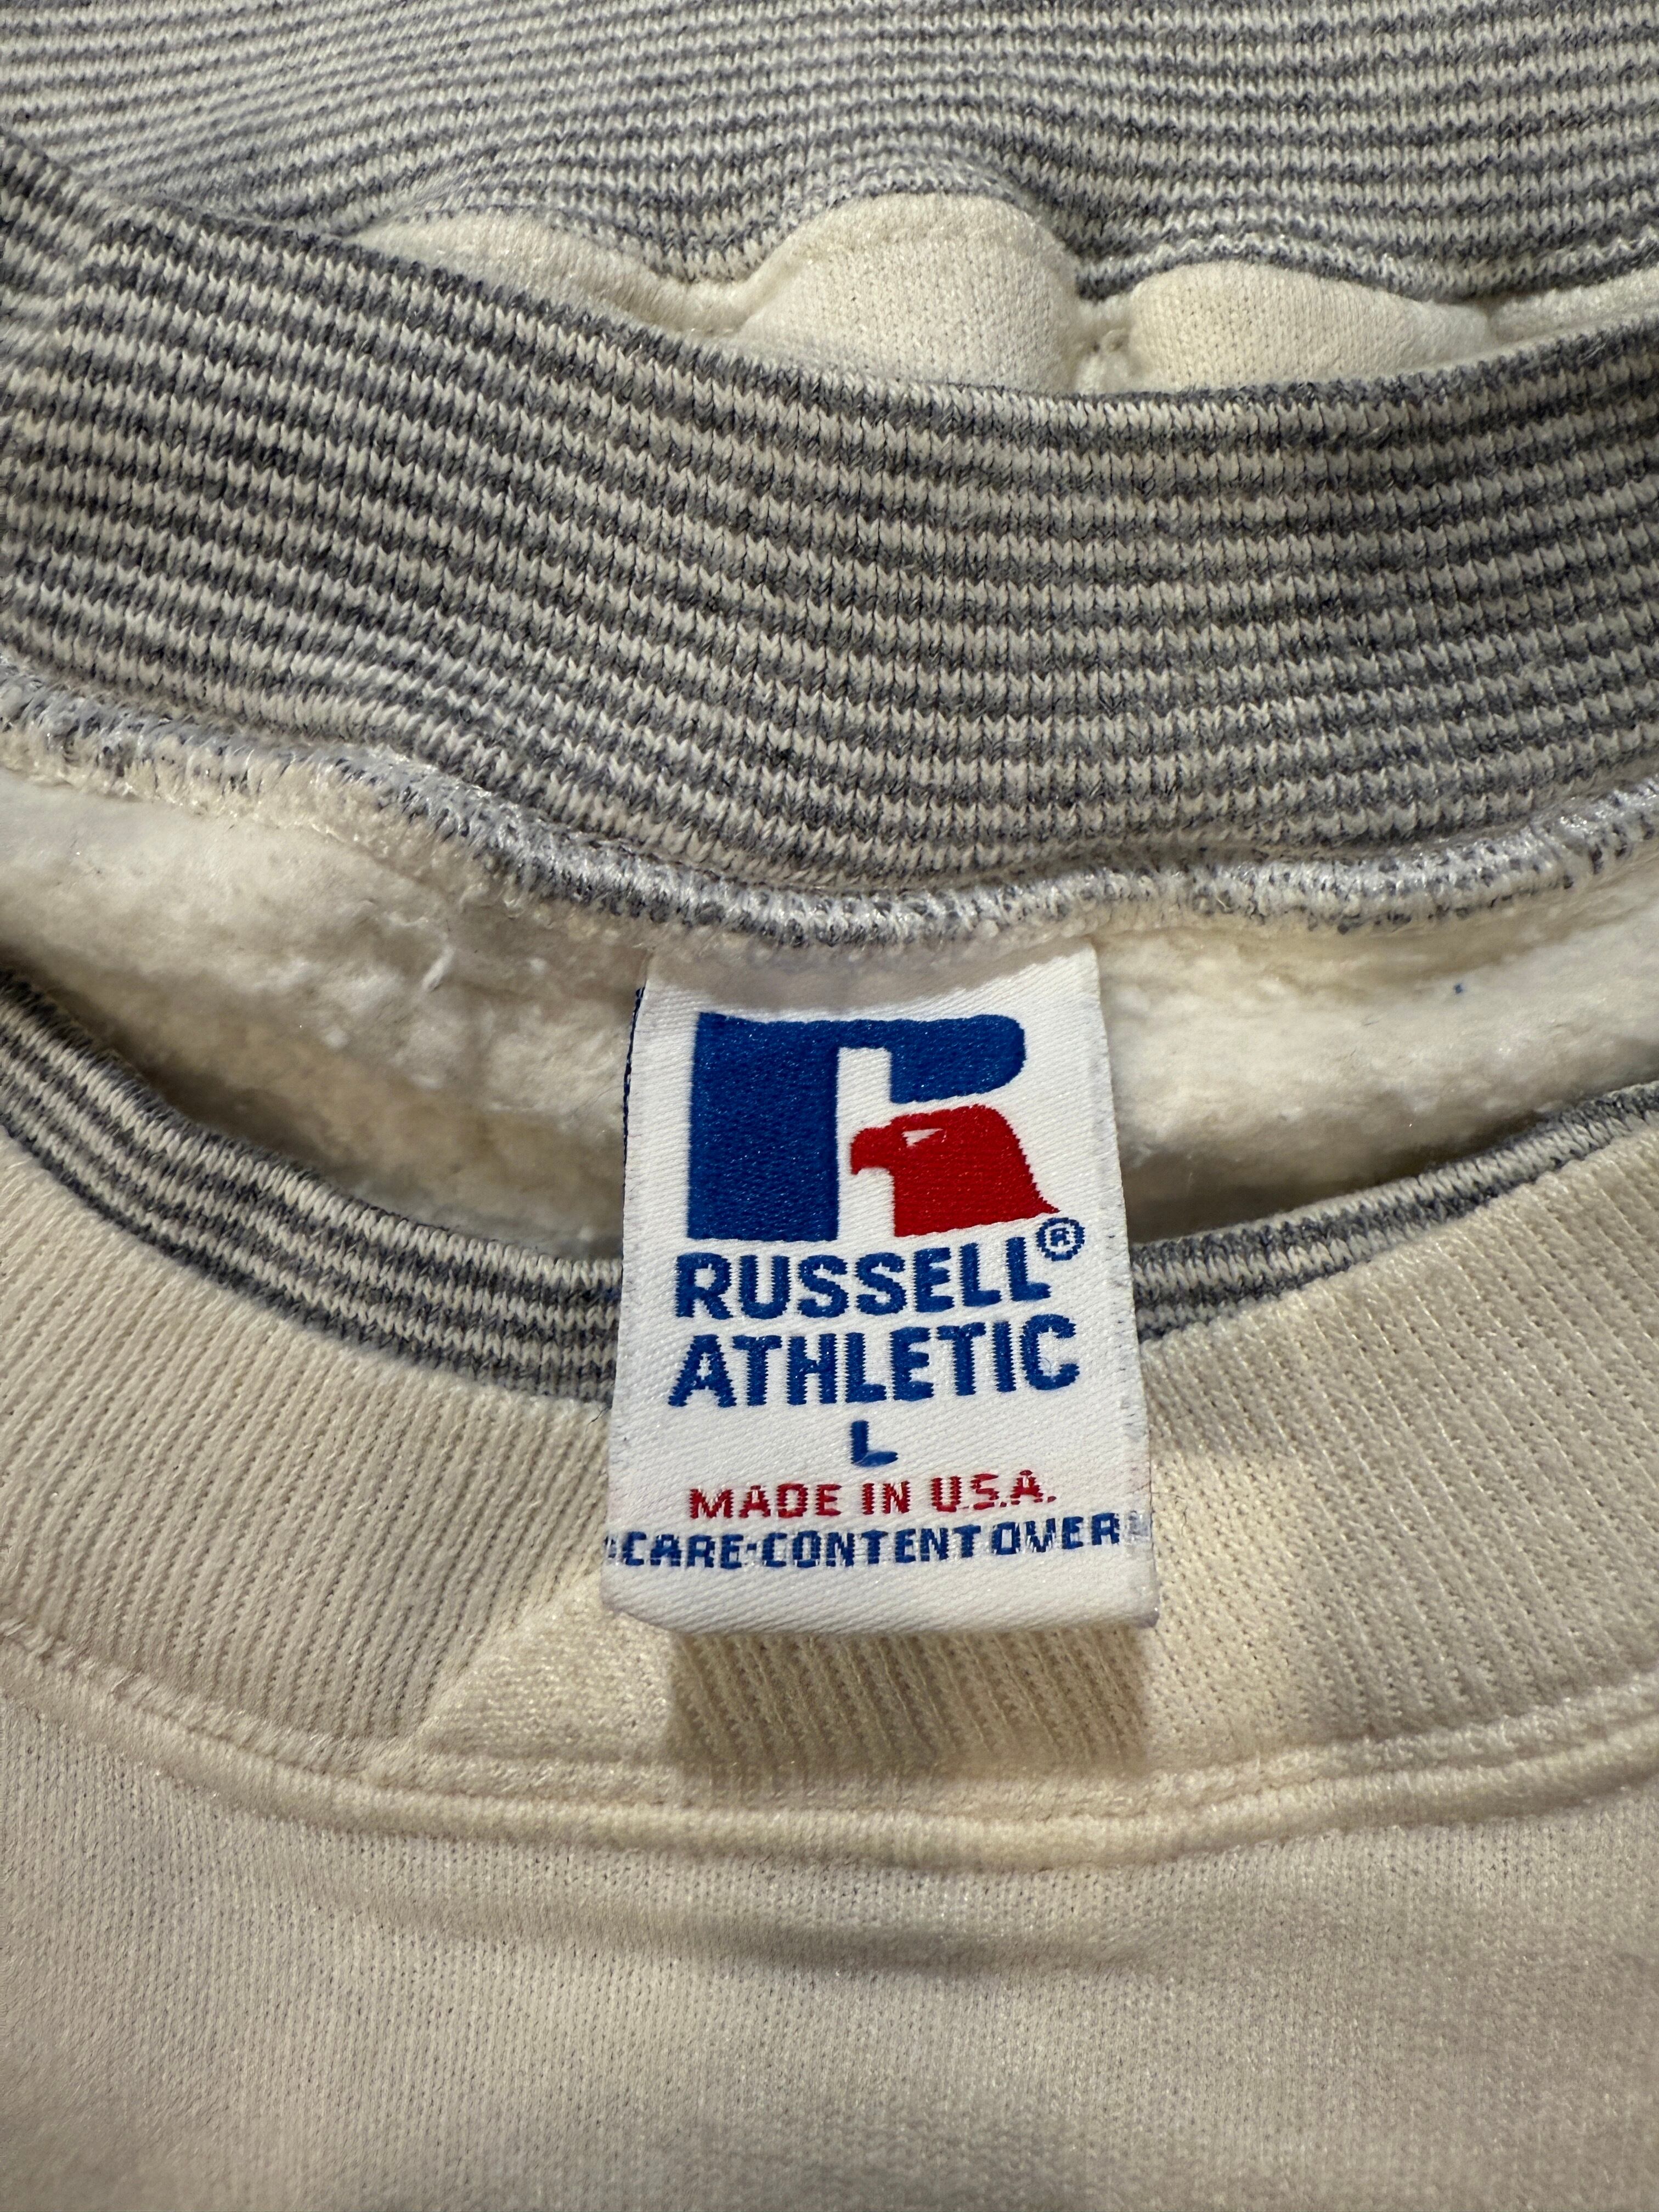 RUSSELL®
ATHLETIC
L
MADE IN U.S.A.
CARE·CONTENT OVER